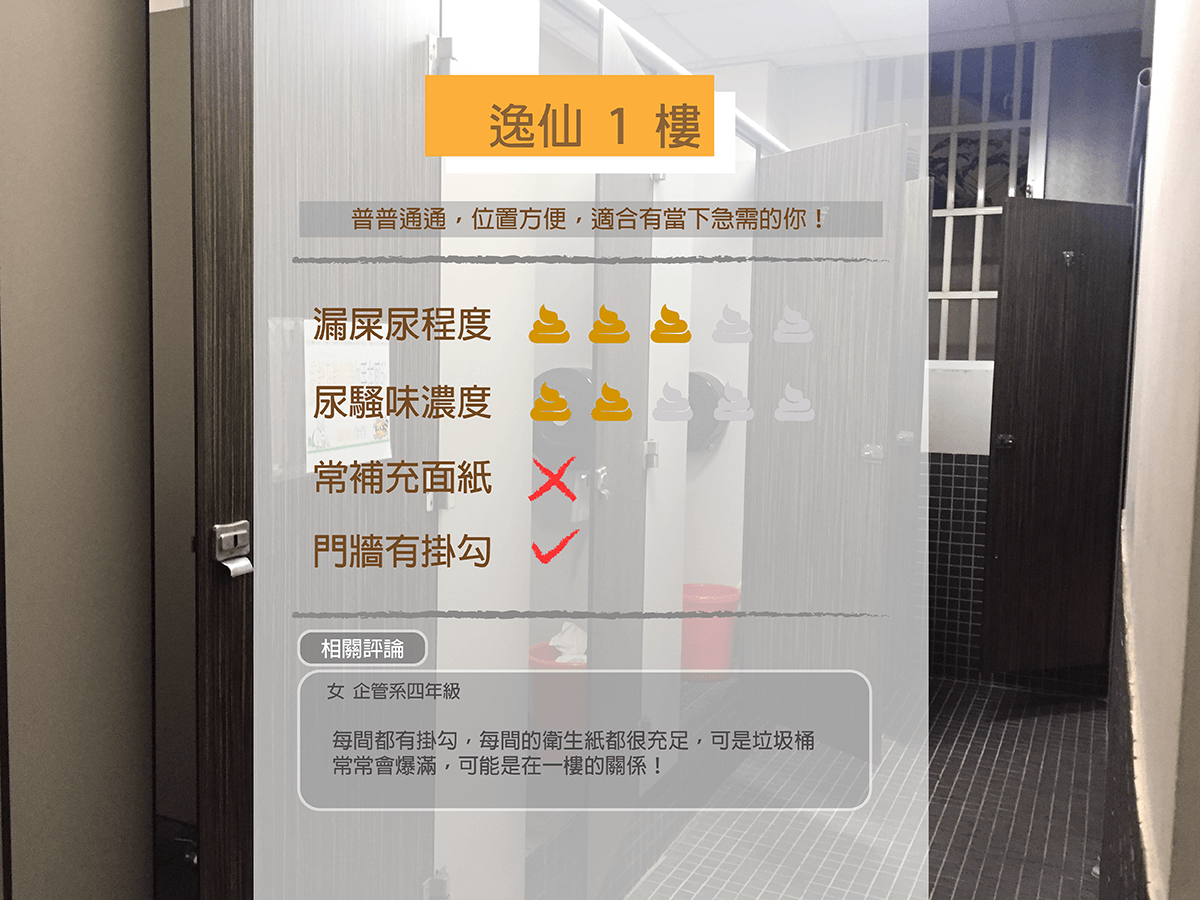 逸仙 1 樓
普普通通，位置方便，適合有當下急需的你！
漏屎尿程度
尿騷味濃度
常補充面紙
門牆有掛勾
相關評論
女 企管系四年級
每間都有掛勾，每間的衛生紙都很充足，可是垃圾桶
常常會爆滿，可能是在一樓的關係！